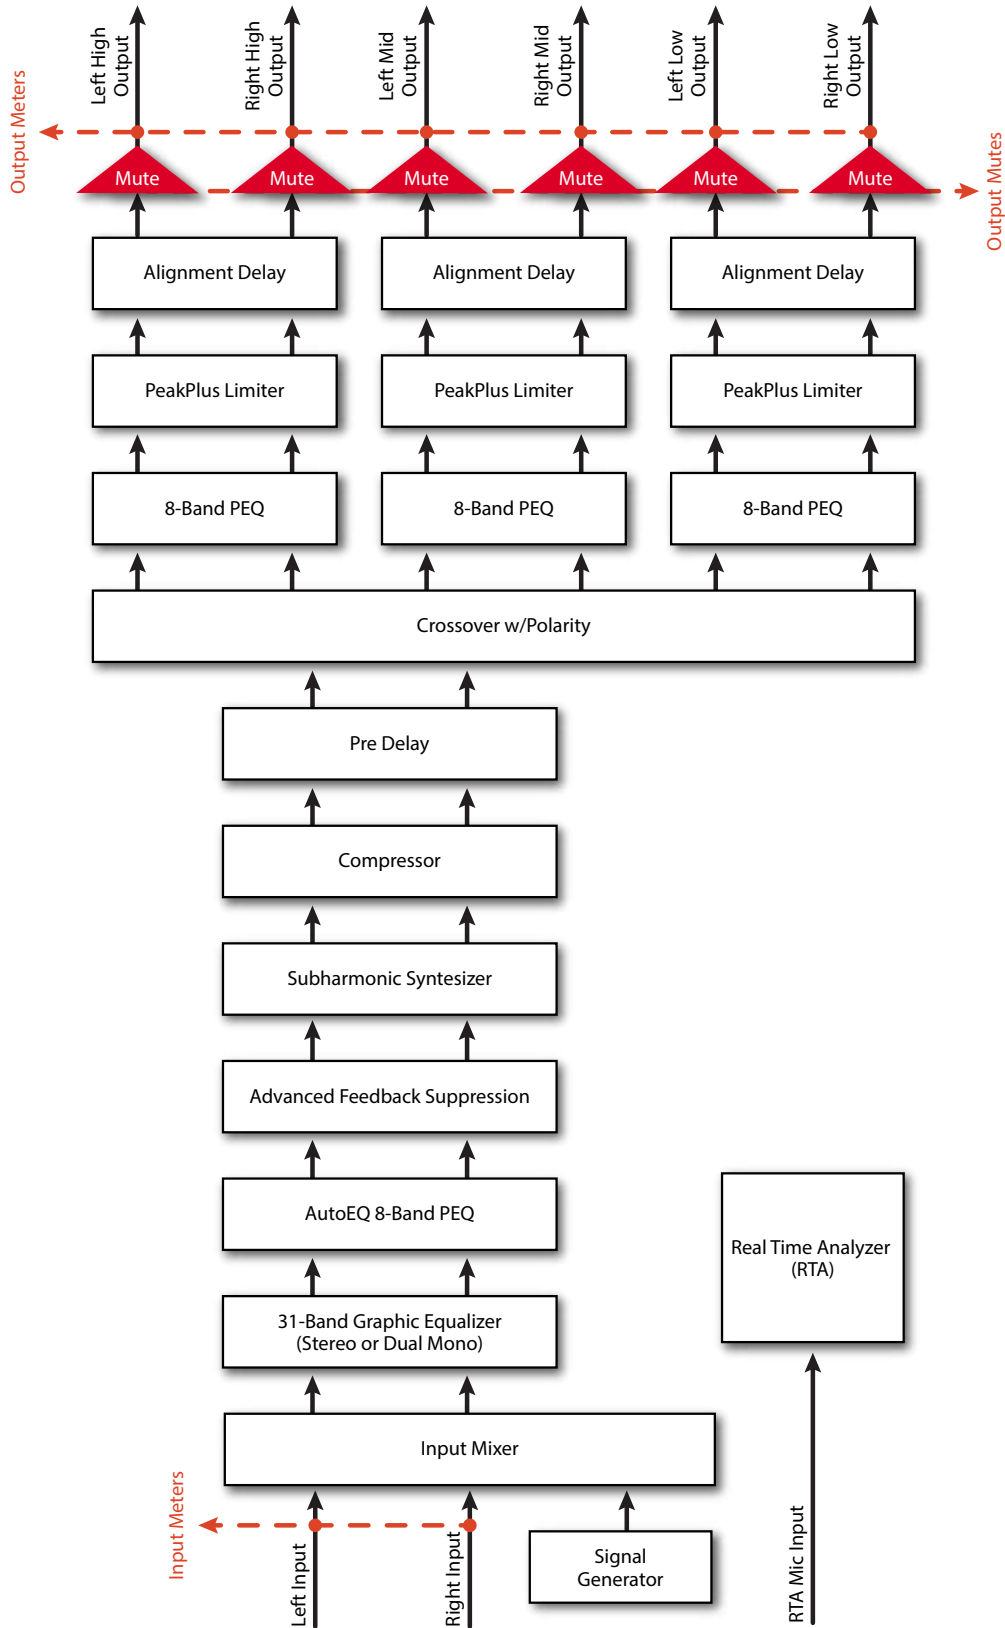 Left High
Output
Right High
Output
Left Mid
Output
Right Mid
Output
Left Low
Output
Right Low
Output
Output Meters
Mute
Mute
Mute
Mute
Mute
Mute
Output Mutes
Alignment Delay
Alignment Delay
Alignment Delay
PeakPlus Limiter
PeakPlus Limiter
PeakPlus Limiter
8-Band PEQ
8-Band PEQ
8-Band PEQ
Crossover w/Polarity
Pre Delay
Compressor
Subharmonic Syntesizer
Advanced Feedback Suppression
AutoEQ 8-Band PEQ
Real Time Analyzer
(RTA)
31-Band Graphic Equalizer
(Stereo or Dual Mono)
Input Mixer
Input Meters
Left Input
Right Input
Signal
Generator
RTA Mic Input